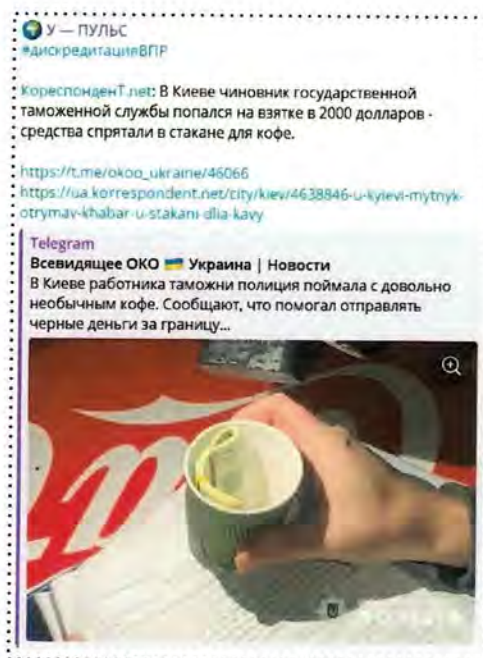 У — ПУЛЬС
#дискредитацияВПР
КореспонденТ.net: В Киеве чиновник государственной
таможенной службы попался на взятке в 2000 долларов -
средства спрятали в стакане для кофе.
https://t.me/okoo_ukraine/46066
https://ua.korrespondent.net/city/kiev/4638846-u-kyievi-mytnyk-
otrymav-khabar-u-stakani-dlia-kavy
Telegram
Всевидящее ОКО 🇺🇦 Украина | Новости
В Киеве работника таможни полиция поймала с довольно
необычным кофе. Сообщают, что помогал отправлять
черные деньги за границу...